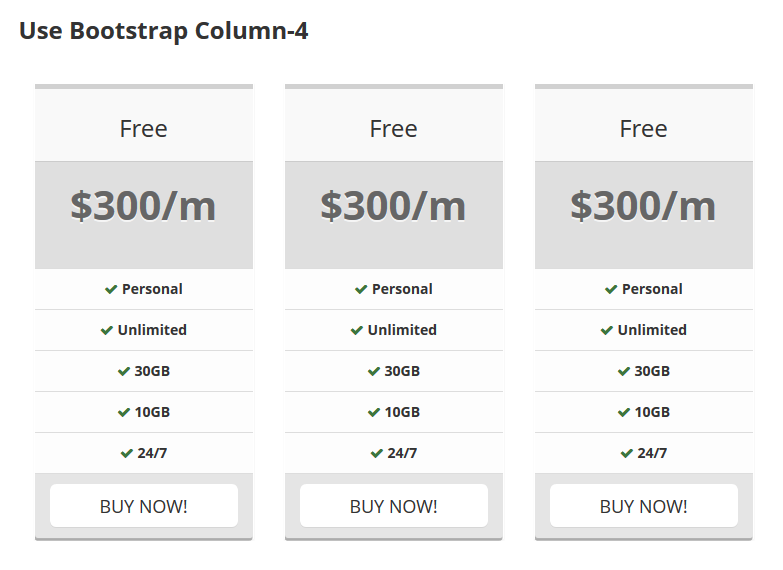 Use Bootstrap Column-4
Free
$300/m
Personal
Unlimited
30GB
10GB
24/7
BUY NOW!
Free
$300/m
Personal
Unlimited
30GB
10GB
24/7
BUY NOW!
Free
$300/m
Personal
Unlimited
30GB
10GB
24/7
BUY NOW!